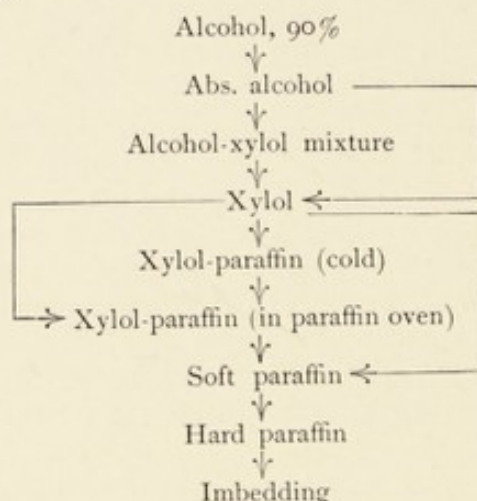 Alcohol, 90%
Abs. alcohol
Alcohol-xylol mixture
Xylol
Xylol-paraffin (cold)
Xylol-paraffin (in paraffin oven)
Soft paraffin
Hard paraffin
Imbedding